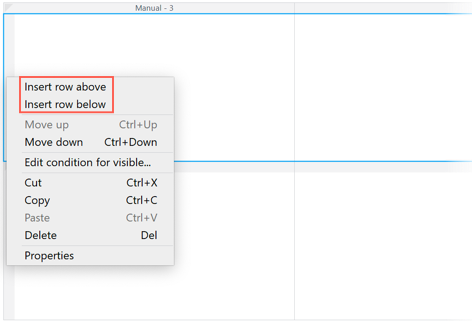 Manual - 3
Insert row above
Insert row below
Move up Ctrl+Up
Move down Ctrl+Down
Edit condition for visible...
Cut Ctrl+X
Copy Ctrl+C
Paste Ctrl+V
Delete Del
Properties